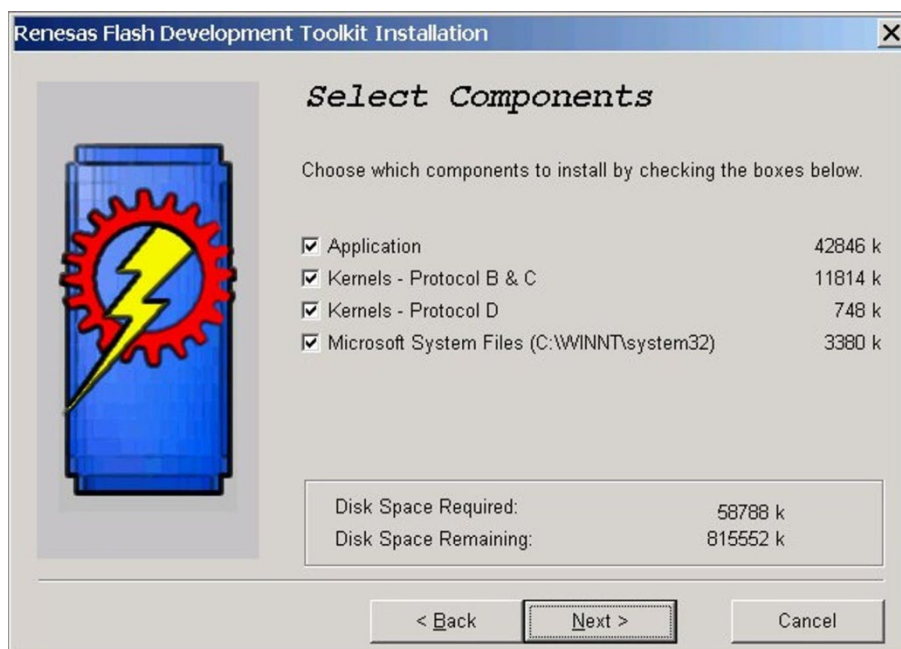 Renesas Flash Development Toolkit Installation
Select Components
Choose which components to install by checking the boxes below.
Application 42846 k
Kernels - Protocol B & C 11814 k
Kernels - Protocol D 748 k
Microsoft System Files (C:\WINNT\system32) 3380 k
Disk Space Required: 58788 k
Disk Space Remaining: 815552 k
< Back Next > Cancel